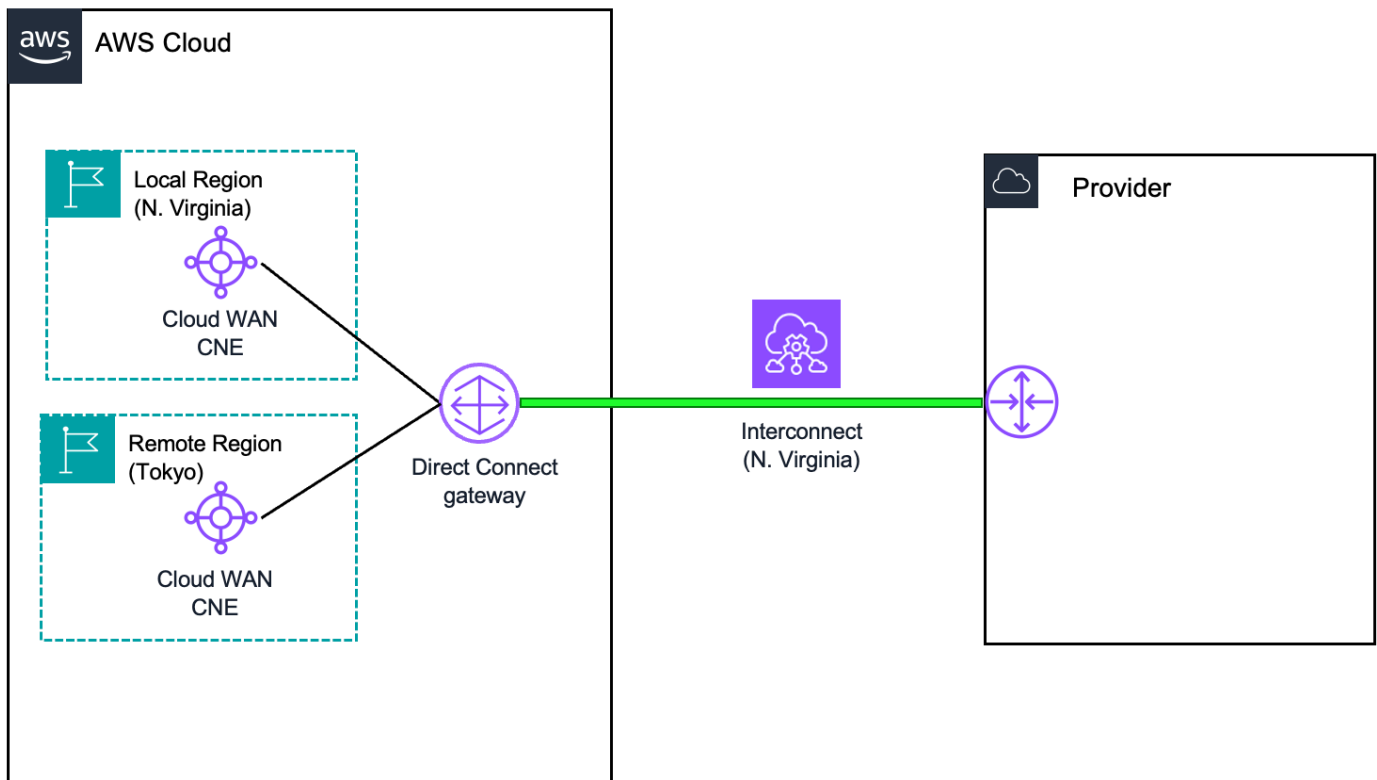 aws
AWS Cloud
Local Region
(N. Virginia)
Cloud WAN
CNE
Remote Region
(Tokyo)
Cloud WAN
CNE
Direct Connect
gateway
Interconnect
(N. Virginia)
Provider